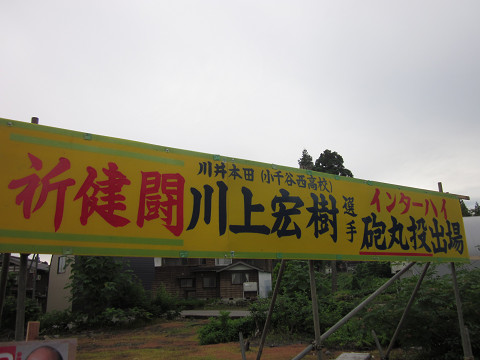 祈健闘
川井本田(小千谷西高校)
川上宏樹
選手
インターハイ
砲丸投出場